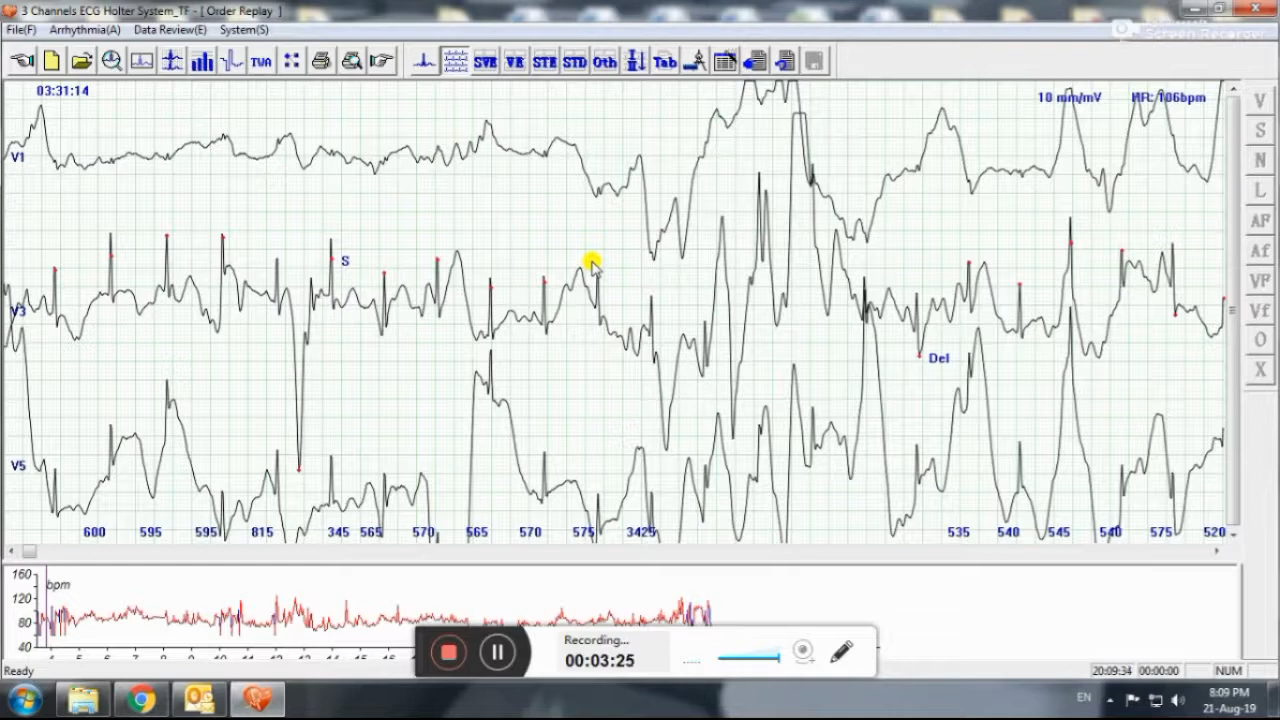 3 Channels ECG Holter System_TF - [ Order Replay ]
File(F) Arrhythmia(A) Data Review(E) System(S)
Screen Recorder
TWA SVE VE STE STD Oth Tab
03:31:14
10 mm/mV HR: 106bpm
V
S
N
L
AF
Af
VF
Vf
O
X
V1
S
V3
Del
V5
600 595 595 815 345 565 570 565 570 575 3425 535 540 545 540 575 520
160
bpm
120
80
40
Recording...
00:03:25
Ready 20:09:34 00:00:00 NUM
EN
8:09 PM
21-Aug-19